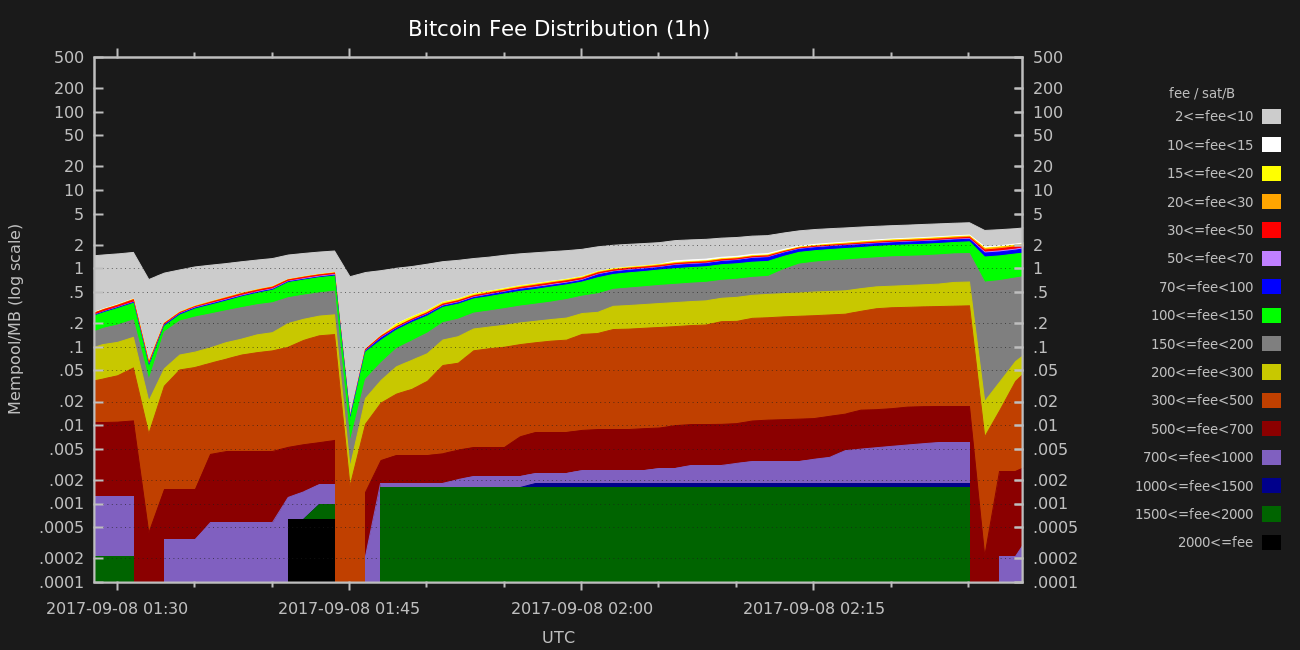 Bitcoin Fee Distribution (1h)
500 500
200 200
100 100
50 50
20 20
10 10
5 5
2 2
1 1
.5 .5
.2 .2
.1 .1
.05 .05
.02 .02
.01 .01
.005 .005
.002 .002
.001 .001
.0005 .0005
.0002 .0002
.0001 .0001
Mempool/MB (log scale)
2017-09-08 01:30 2017-09-08 01:45 2017-09-08 02:00 2017-09-08 02:15
UTC
fee / sat/B
2<=fee<10
10<=fee<15
15<=fee<20
20<=fee<30
30<=fee<50
50<=fee<70
70<=fee<100
100<=fee<150
150<=fee<200
200<=fee<300
300<=fee<500
500<=fee<700
700<=fee<1000
1000<=fee<1500
1500<=fee<2000
2000<=fee